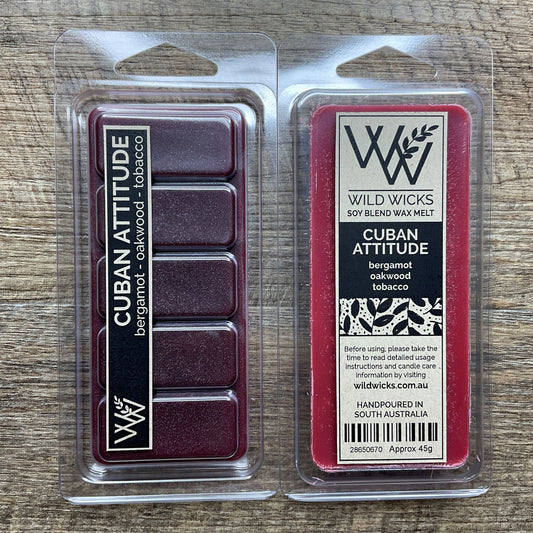 CUBAN ATTITUDE
bergamot - oakwood - tobacco
WW
WW
WILD WICKS
SOY BLEND WAX MELT
CUBAN
ATTITUDE
bergamot
oakwood
tobacco
Before using, please take the
time to read detailed usage
instructions and candle care
information by visiting
wildwicks.com.au
HANDPOURED IN
SOUTH AUSTRALIA
28650670 Approx 45g